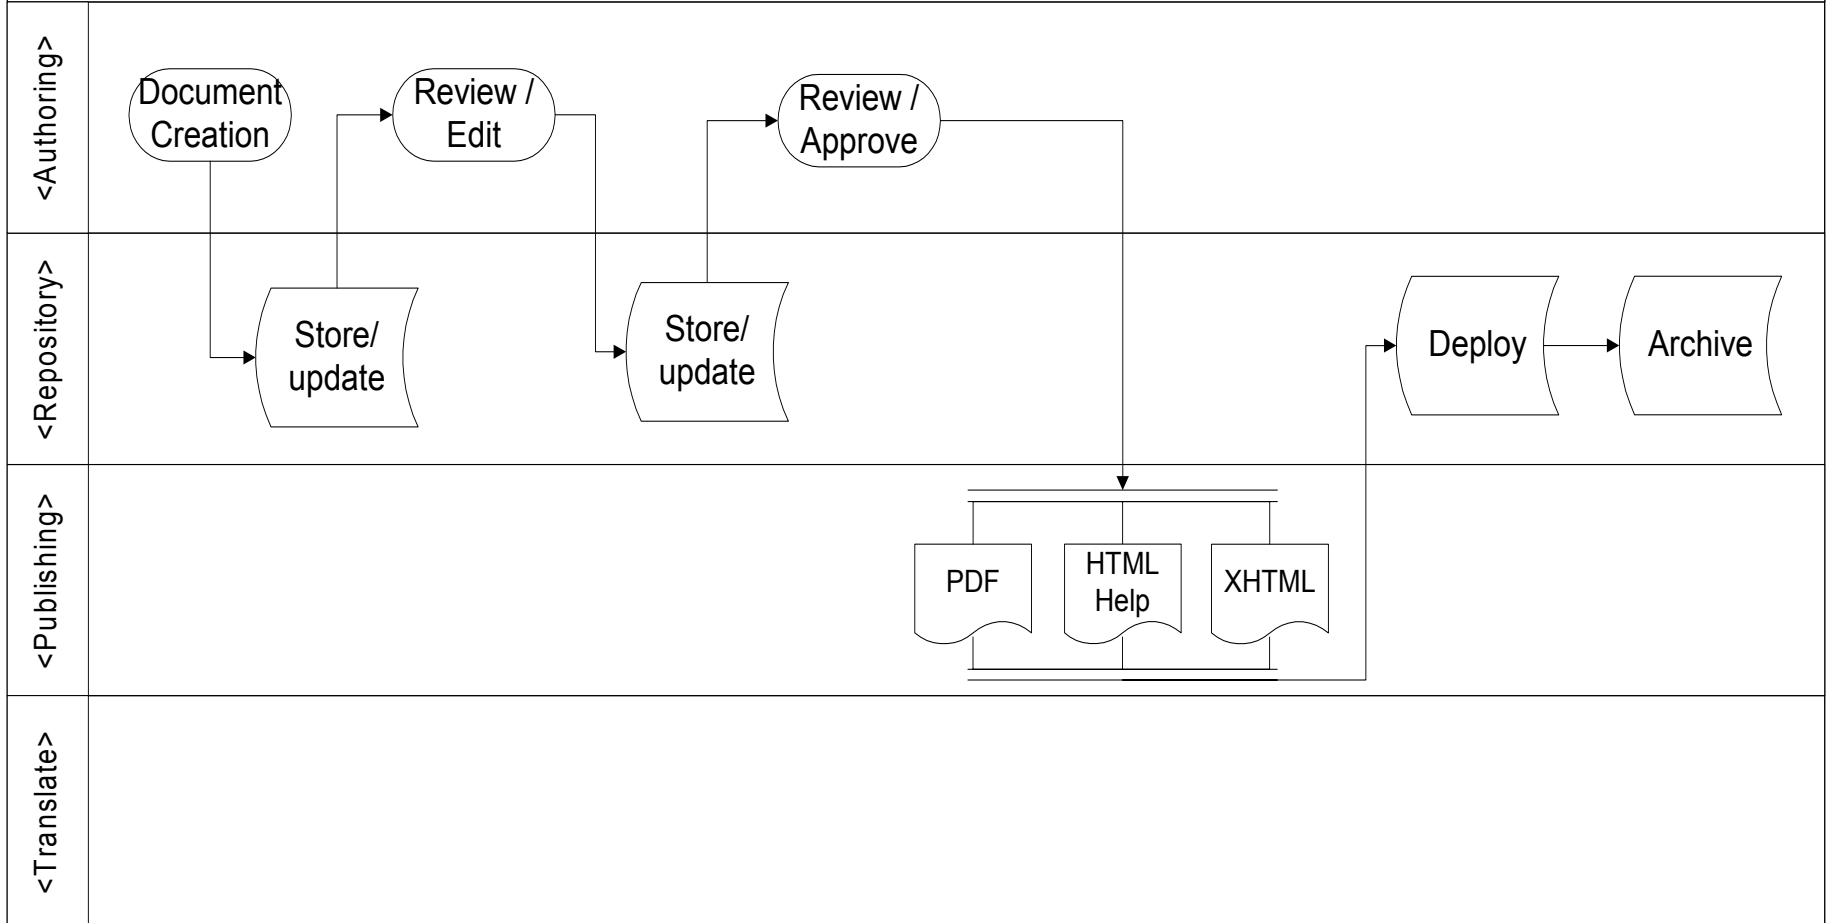 <Authoring>
Document
Creation
Review /
Edit
Review /
Approve
<Repository>
Store/
update
Store/
update
Deploy
Archive
<Publishing>
PDF
HTML
Help
XHTML
<Translate>